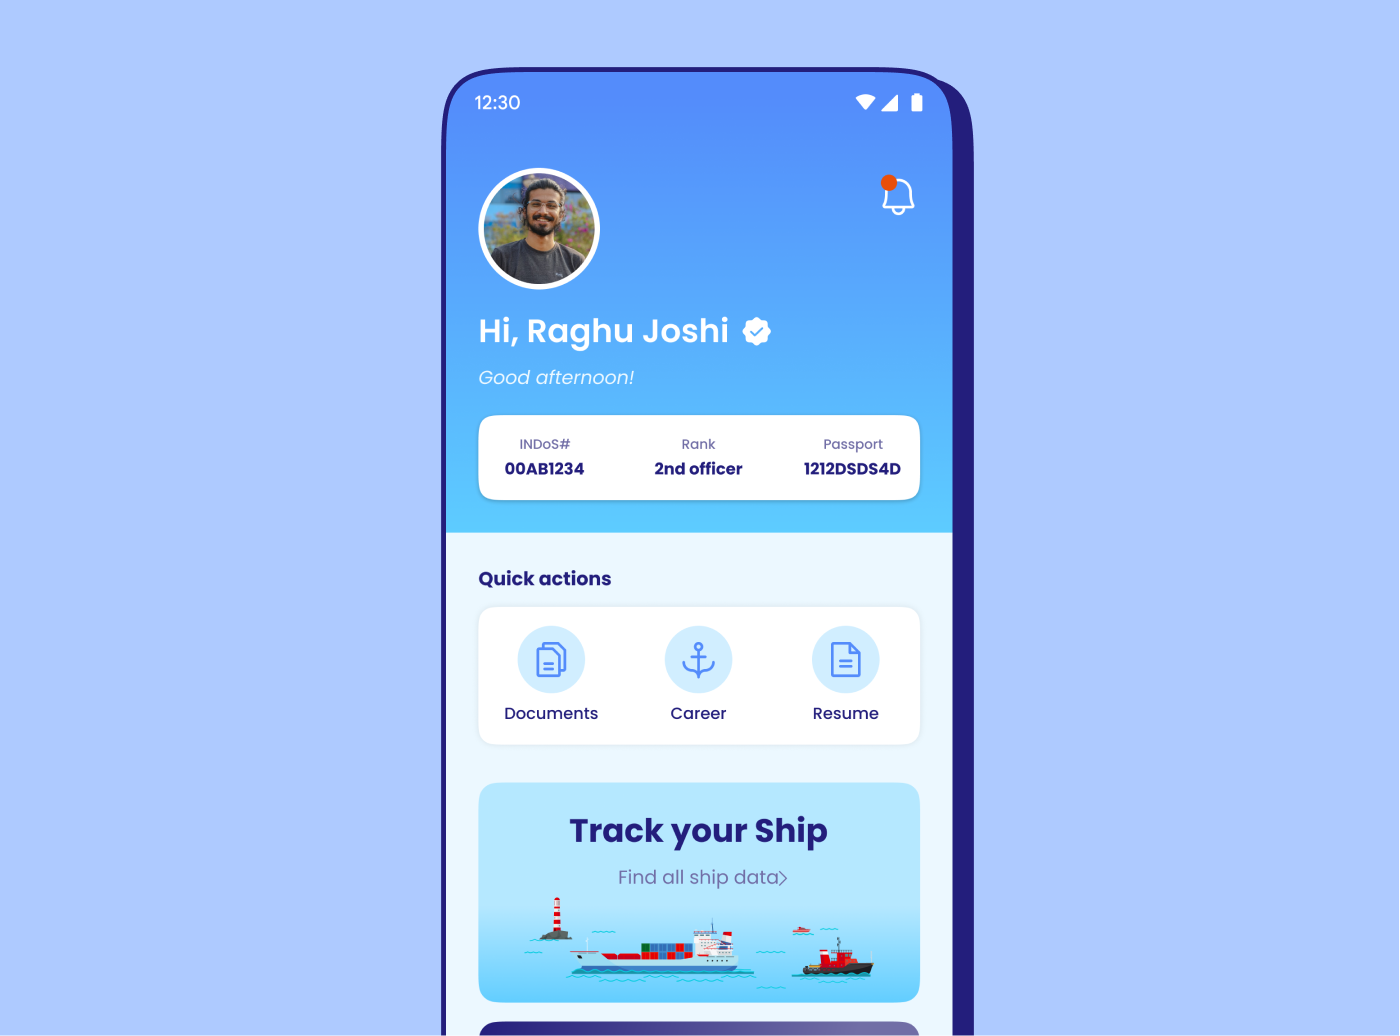 12:30
Hi, Raghu Joshi
Good afternoon!
INDoS# Rank Passport
00AB1234 2nd officer 1212DSDS4D
Quick actions
Documents Career Resume
Track your Ship
Find all ship data